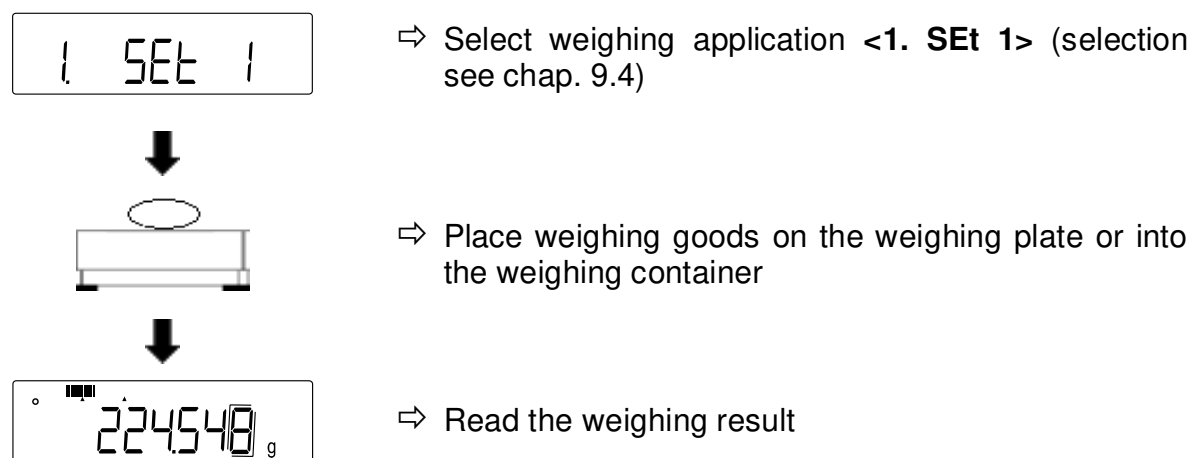 1. SEt 1
⇨ Select weighing application <1. SEt 1> (selection
see chap. 9.4)
⇨ Place weighing goods on the weighing plate or into
the weighing container
224.548 g
⇨ Read the weighing result